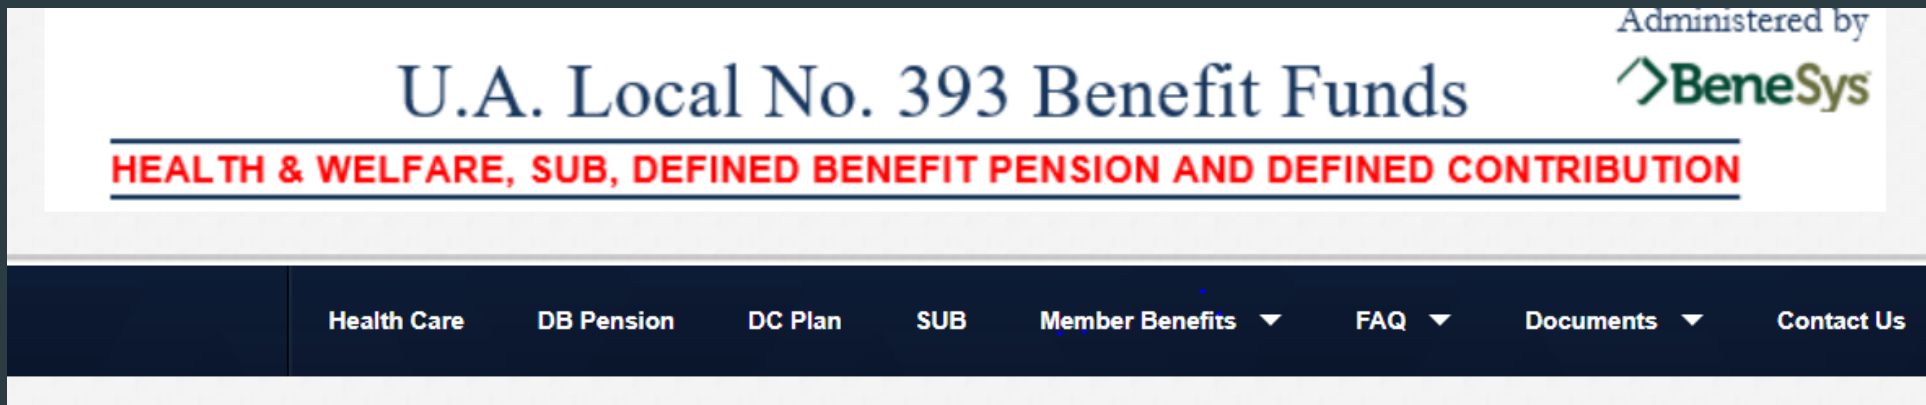 Administered by
U.A. Local No. 393 Benefit Funds
BeneSys
HEALTH & WELFARE, SUB, DEFINED BENEFIT PENSION AND DEFINED CONTRIBUTION
Health Care DB Pension DC Plan SUB Member Benefits FAQ Documents Contact Us